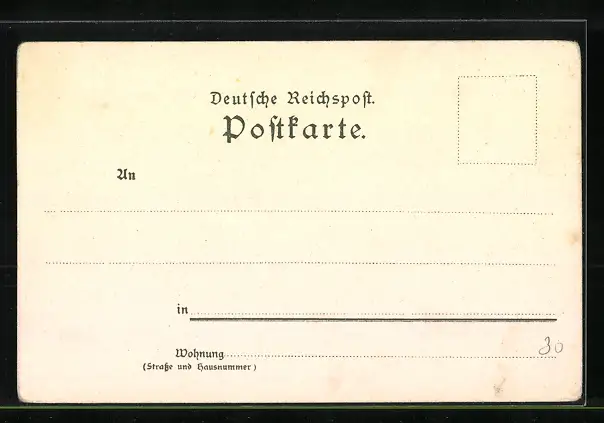 Deutſche Reichspoſt.
Poſtkarte.
An
in
Wohnung
(Straße und Hausnummer)
30